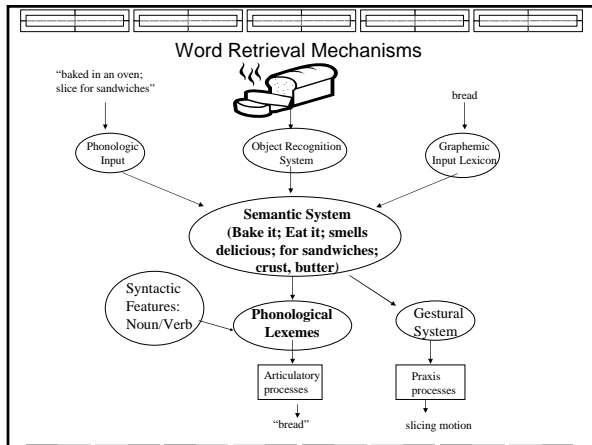 Word Retrieval Mechanisms
“baked in an oven;
slice for sandwiches”
bread
Phonologic
Input
Object Recognition
System
Graphemic
Input Lexicon
Semantic System
(Bake it; Eat it; smells
delicious; for sandwiches;
crust, butter)
Syntactic
Features:
Noun/Verb
Phonological
Lexemes
Gestural
System
Articulatory
processes
Praxis
processes
“bread”
slicing motion